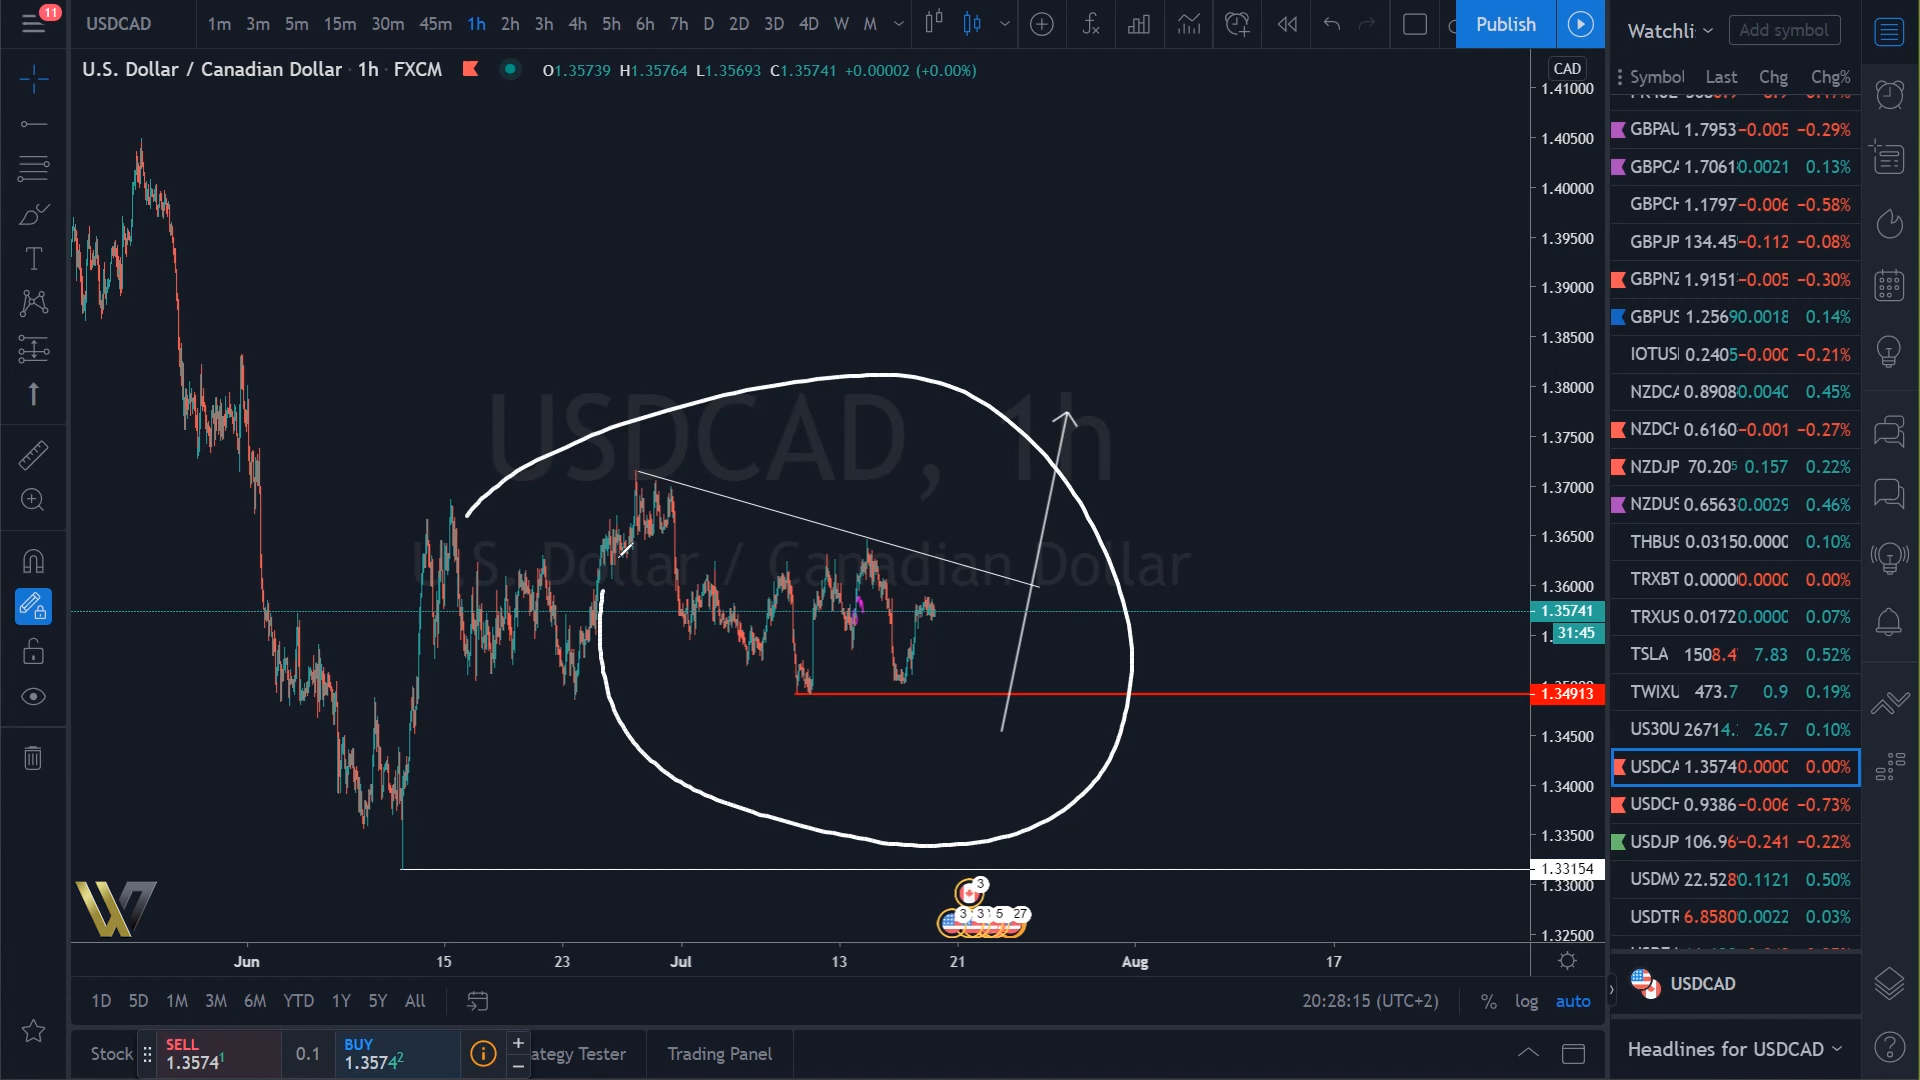 11
USDCAD 1m 3m 5m 15m 30m 45m 1h 2h 3h 4h 5h 6h 7h D 2D 3D 4D W M Publish
U.S. Dollar / Canadian Dollar · 1h · FXCM O1.35739 H1.35764 L1.35693 C1.35741 +0.00002 (+0.00%)
CAD
1.41000
1.40500
1.40000
1.39500
1.39000
1.38500
1.38000
1.37500
1.37000
1.36500
1.36000
1.35741
31:45
1.34913
1.34500
1.34000
1.33500
1.33154
1.33000
1.32500
USDCAD, 1h
U.S. Dollar / Canadian Dollar
3
3 3 5 27
Jun 15 23 Jul 13 21 Aug 17
1D 5D 1M 3M 6M YTD 1Y 5Y All 20:28:15 (UTC+2) % log auto
Stock SELL 0.1 BUY ategy Tester Trading Panel
1.35741 1.35742
Watchli Add symbol
Symbol Last Chg Chg%
GBPAU 1.7953 −0.005 −0.29%
GBPCA 1.7061 0.0021 0.13%
GBPCH 1.1797 −0.006 −0.58%
GBPJP 134.45 −0.112 −0.08%
GBPNZ 1.9151 −0.005 −0.30%
GBPUS 1.2569 0.0018 0.14%
IOTUS 0.2405 −0.000 −0.21%
NZDCA 0.8908 0.0040 0.45%
NZDCH 0.6160 −0.001 −0.27%
NZDJP 70.205 0.157 0.22%
NZDUS 0.6563 0.0029 0.46%
THBUS 0.0315 0.0000 0.10%
TRXBT 0.0000 0.0000 0.00%
TRXUS 0.0172 0.0000 0.07%
TSLA 1508.4 7.83 0.52%
TWIXU 473.7 0.9 0.19%
US30U 26714. 26.7 0.10%
USDCA 1.3574 0.0000 0.00%
USDCH 0.9386 −0.006 −0.73%
USDJP 106.96 −0.241 −0.22%
USDMX 22.528 0.1121 0.50%
USDTR 6.8580 0.0022 0.03%
USDCAD
Headlines for USDCAD